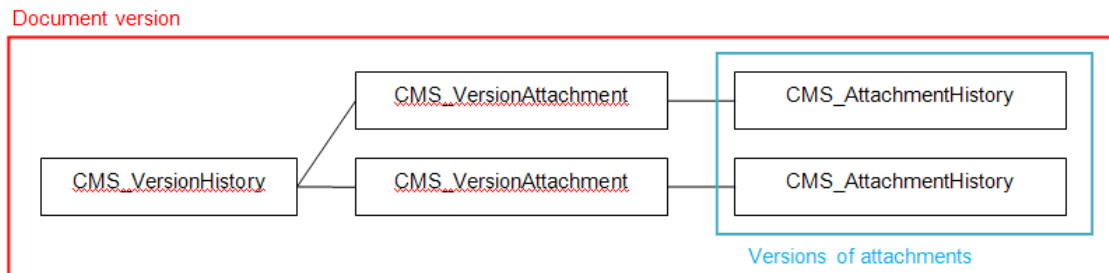 Document version
CMS_VersionAttachment
CMS_AttachmentHistory
CMS_VersionHistory
CMS_VersionAttachment
CMS_AttachmentHistory
Versions of attachments